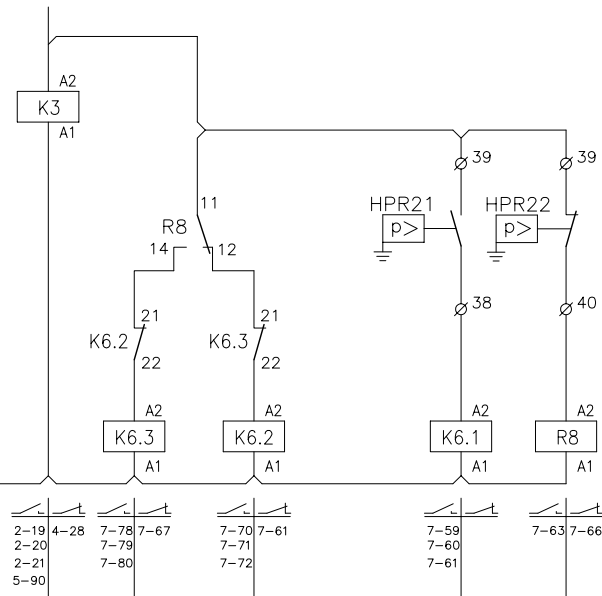 A2
K3
A1
39
39
11
HPR21
HPR22
p>
p>
R8
14
12
38
40
21
21
K6.2
K6.3
22
22
A2
A2
A2
A2
K6.3
K6.2
K6.1
R8
A1
A1
A1
A1
2-19 4-28 7-78 7-67 7-70 7-61 7-59 7-63 7-66
2-20 7-79 7-71 7-60
2-21 7-80 7-72 7-61
5-90